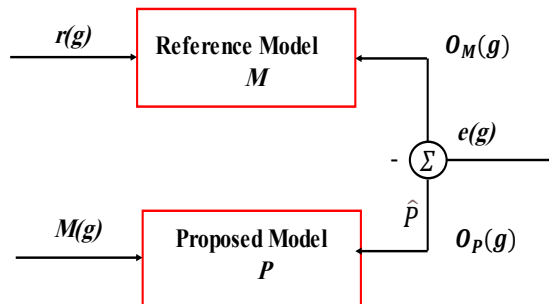 r(g)
Reference Model
M
O_M(g)
e(g)
- Σ
P̂
M(g)
Proposed Model
P
O_P(g)